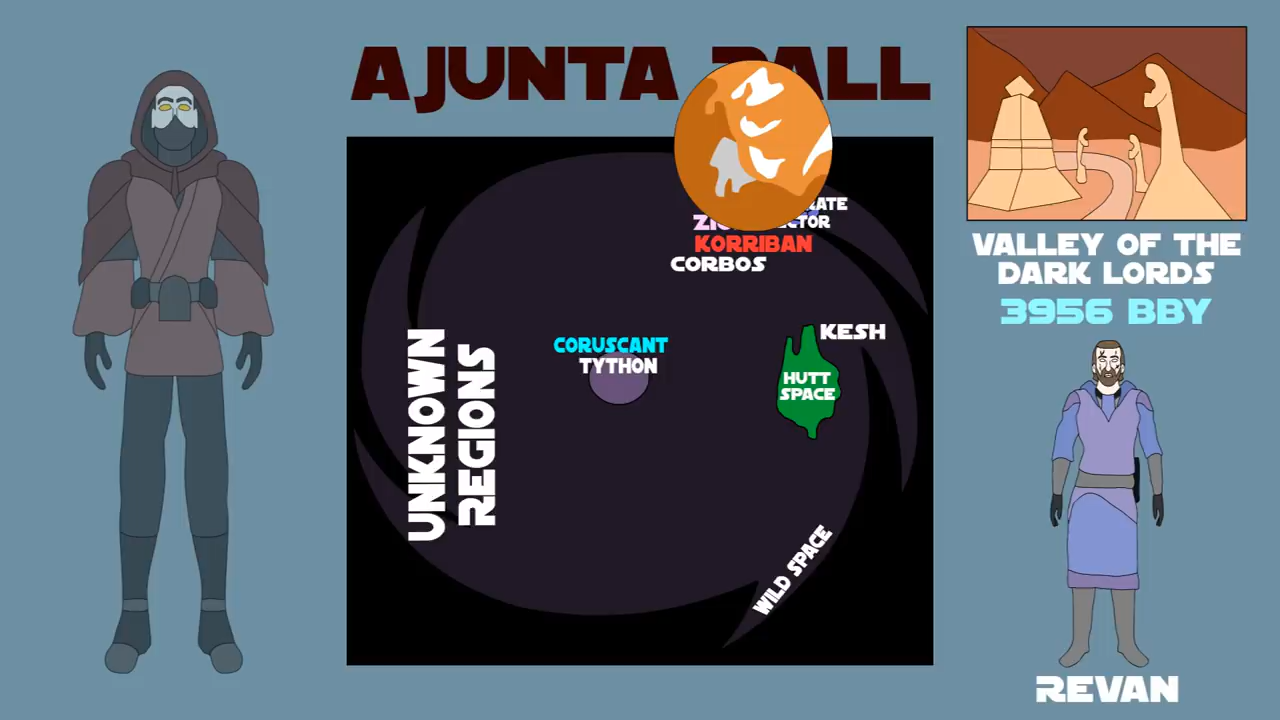 AJUNTA
KORRIBAN
CORBOS
CORUSCANT
TYTHON
KESH
HUTT
SPACE
UNKNOWN
REGIONS
WILD SPACE
VALLEY OF THE
DARK LORDS
3956 BBY
REVAN